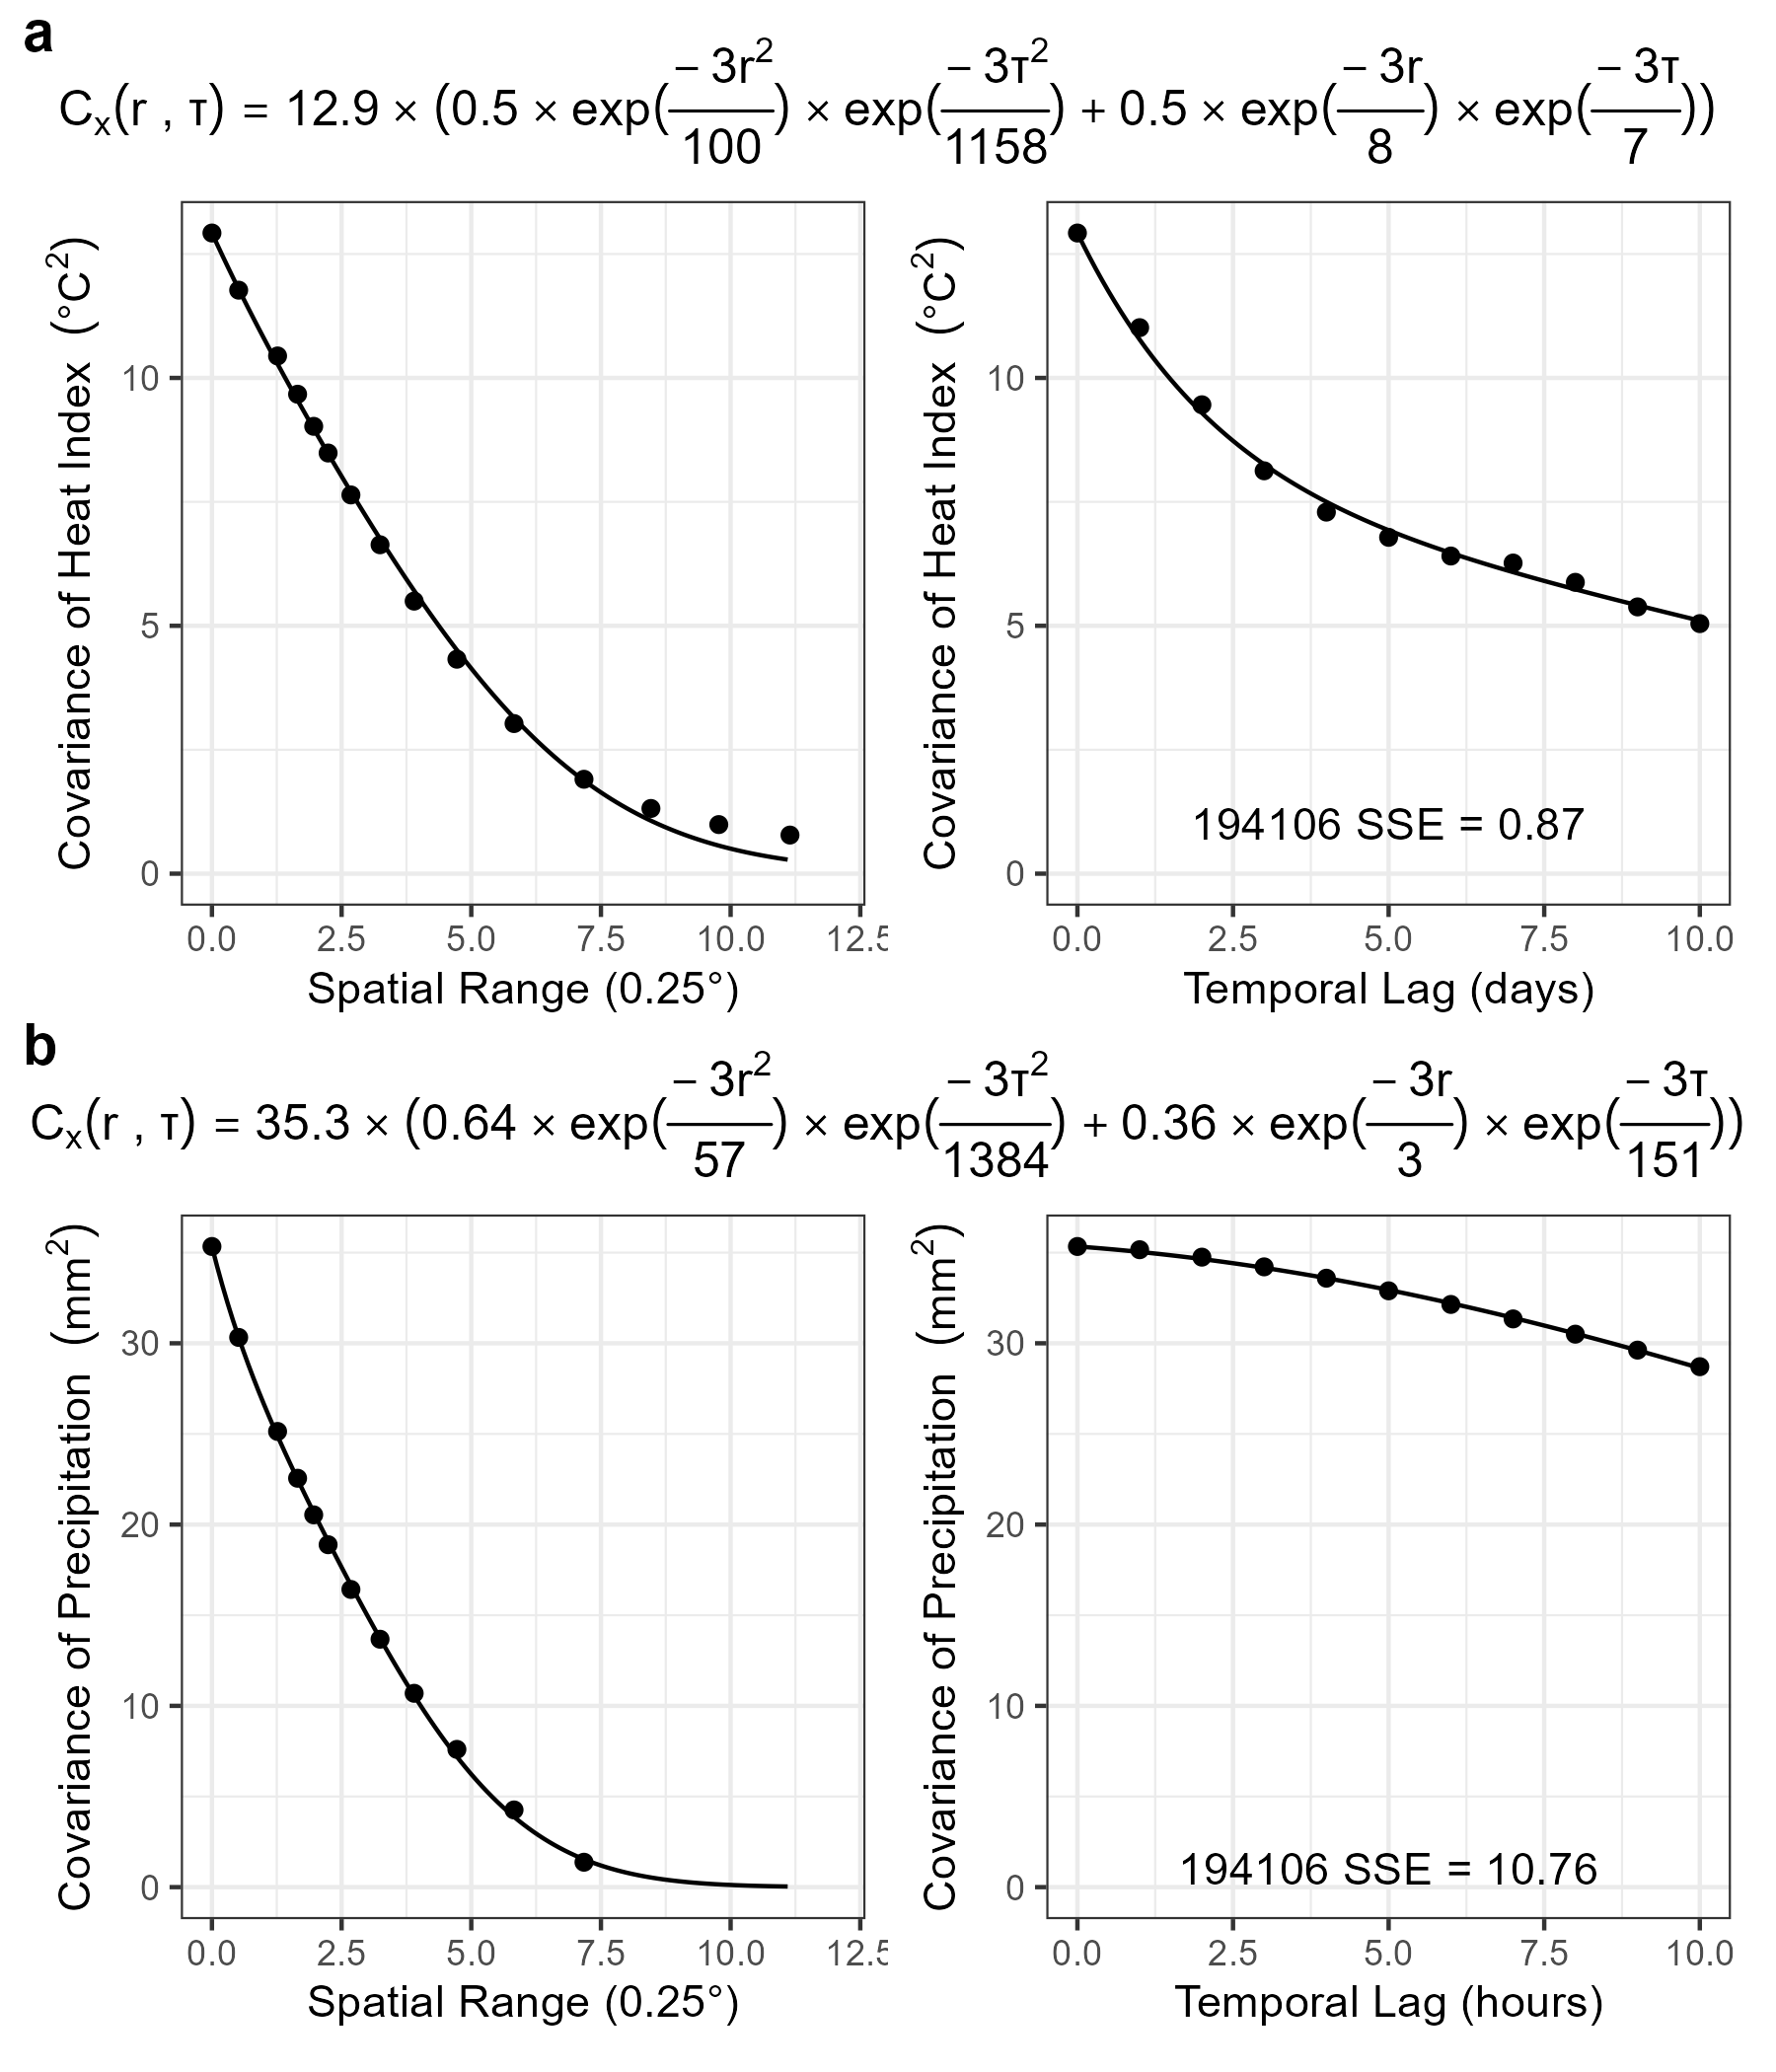 a
Cₓ(r , τ) = 12.9 × (0.5 × exp(− 3r²/100) × exp(− 3τ²/1158) + 0.5 × exp(− 3r/8) × exp(− 3τ/7))
Covariance of Heat Index (°C²)
10
5
0
0.0 2.5 5.0 7.5 10.0 12.5
Spatial Range (0.25°)
Covariance of Heat Index (°C²)
10
5
0
194106 SSE = 0.87
0.0 2.5 5.0 7.5 10.0
Temporal Lag (days)
b
Cₓ(r , τ) = 35.3 × (0.64 × exp(− 3r²/57) × exp(− 3τ²/1384) + 0.36 × exp(− 3r/3) × exp(− 3τ/151))
Covariance of Precipitation (mm²)
30
20
10
0
0.0 2.5 5.0 7.5 10.0 12.5
Spatial Range (0.25°)
Covariance of Precipitation (mm²)
30
20
10
0
194106 SSE = 10.76
0.0 2.5 5.0 7.5 10.0
Temporal Lag (hours)